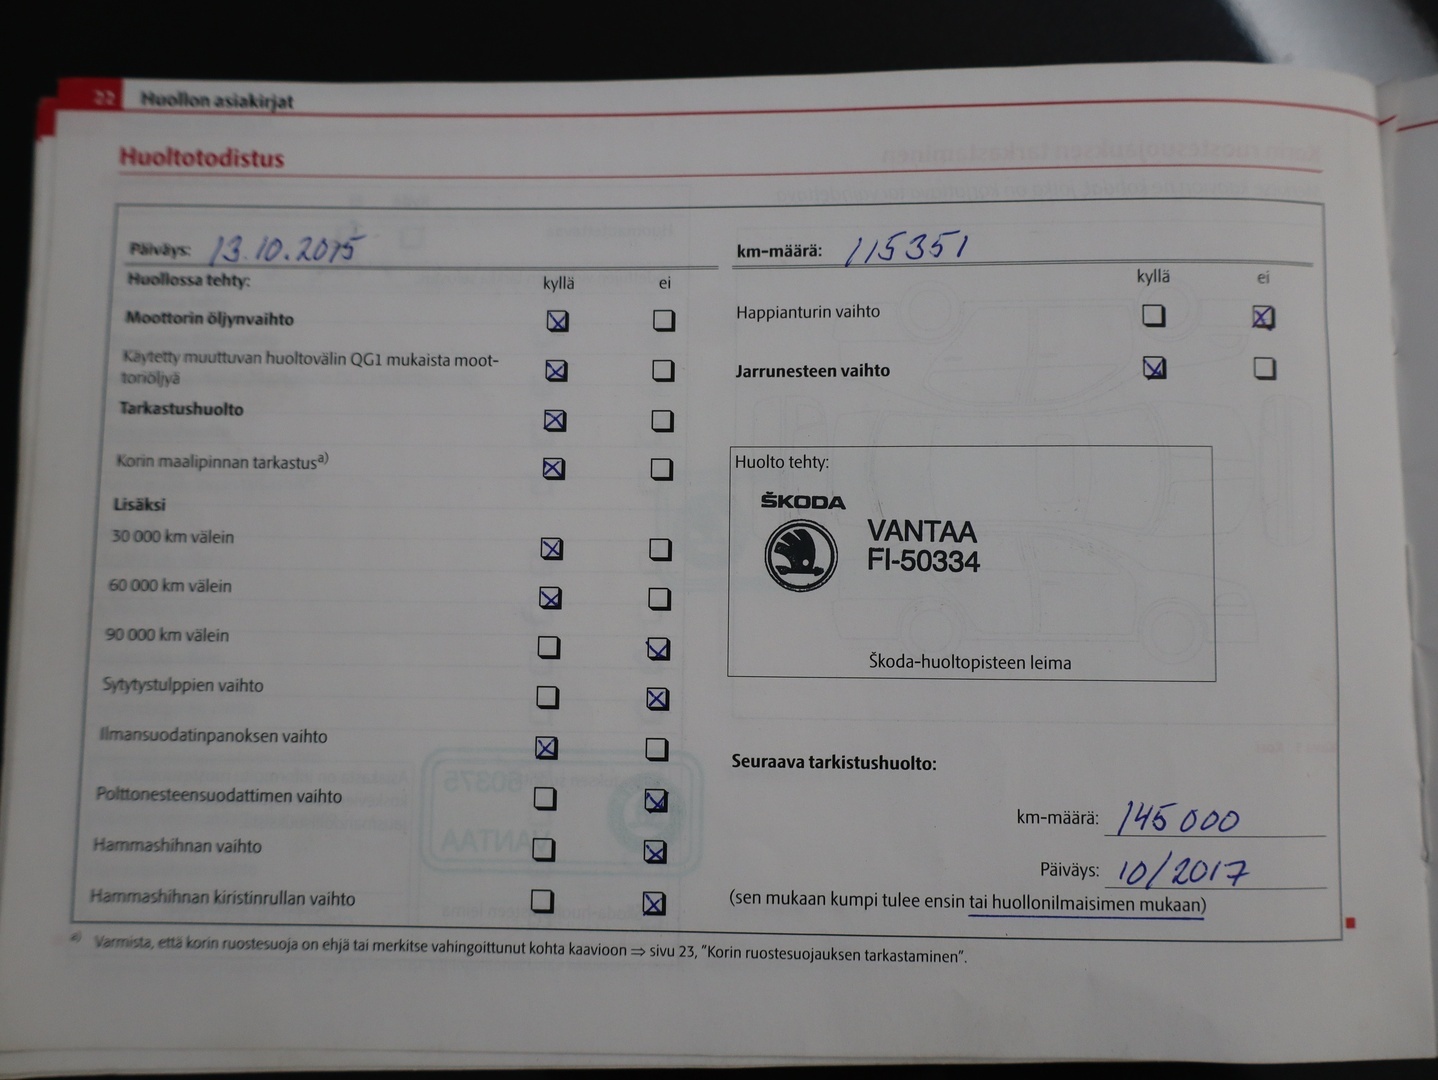 22 Huollon asiakirjat
Huoltotodistus
Päiväys: 13.10.2015
Huollossa tehty: kyllä ei
Moottorin öljynvaihto
Käytetty muuttuvan huoltovälin QG1 mukaista moot-
toriöljyä
Tarkastushuolto
Korin maalipinnan tarkastus a)
Lisäksi
30 000 km välein
60 000 km välein
90 000 km välein
Sytytystulppien vaihto
Ilmansuodatinpanoksen vaihto
Polttonesteensuodattimen vaihto
Hammashihnan vaihto
Hammashihnan kiristinrullan vaihto
km-määrä: 115351
kyllä ei
Happianturin vaihto
Jarrunesteen vaihto
Huolto tehty:
ŠKODA
VANTAA
FI-50334
Škoda-huoltopisteen leima
Seuraava tarkistushuolto:
km-määrä: 145 000
Päiväys: 10/2017
(sen mukaan kumpi tulee ensin tai huollonilmaisimen mukaan)
a) Varmista, että korin ruostesuoja on ehjä tai merkitse vahingoittunut kohta kaavioon ⇒ sivu 23, "Korin ruostesuojauksen tarkastaminen".